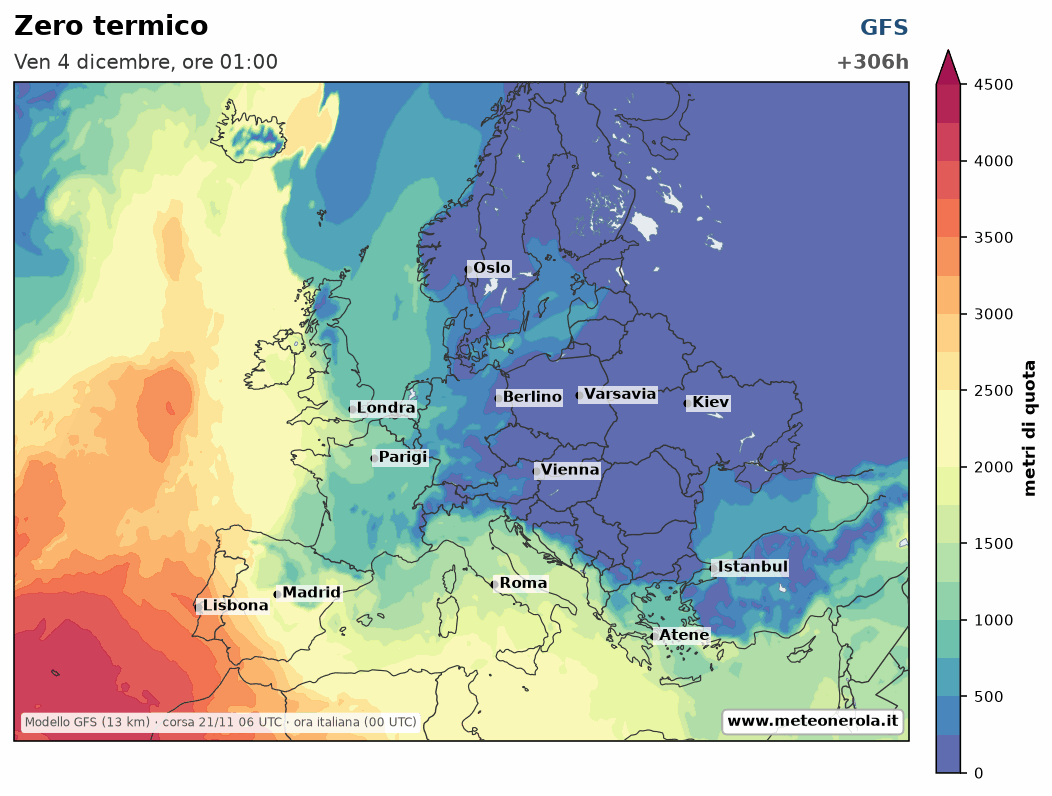 Zero termico
GFS
Ven 4 dicembre, ore 01:00
+306h
4500
4000
3500
3000
2500
2000
1500
1000
500
0
metri di quota
Oslo
Berlino
Varsavia
Kiev
Londra
Parigi
Vienna
Istanbul
Roma
Madrid
Lisbona
Atene
Modello GFS (13 km) · corsa 21/11 06 UTC · ora italiana (00 UTC)
www.meteonerola.it